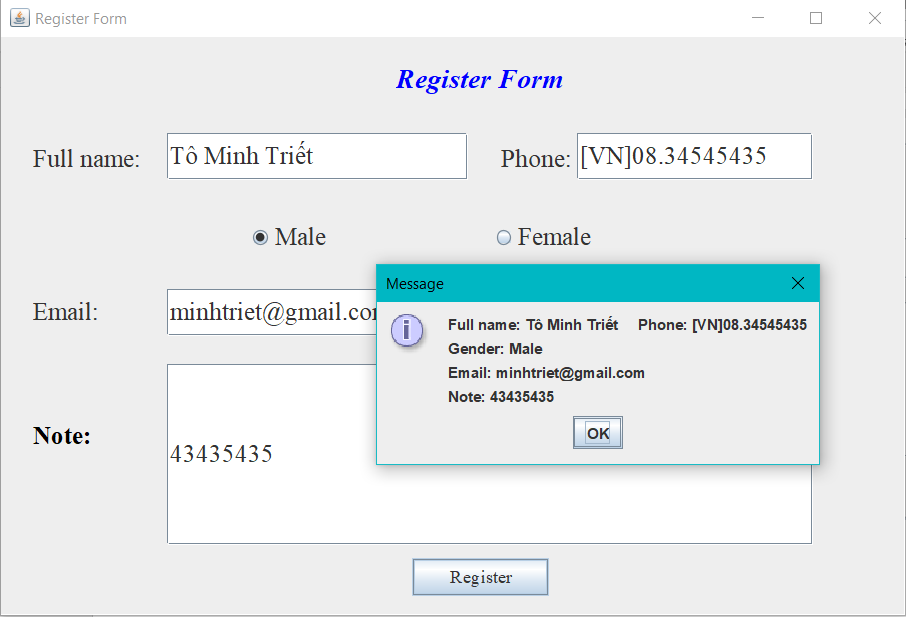 Register Form
Register Form
Full name: Tô Minh Triết Phone: [VN]08.34545435
Male Female
Email: minhtriet@gmail.co
Note: 43435435
Message
Full name: Tô Minh Triết Phone: [VN]08.34545435
Gender: Male
Email: minhtriet@gmail.com
Note: 43435435
OK
Register